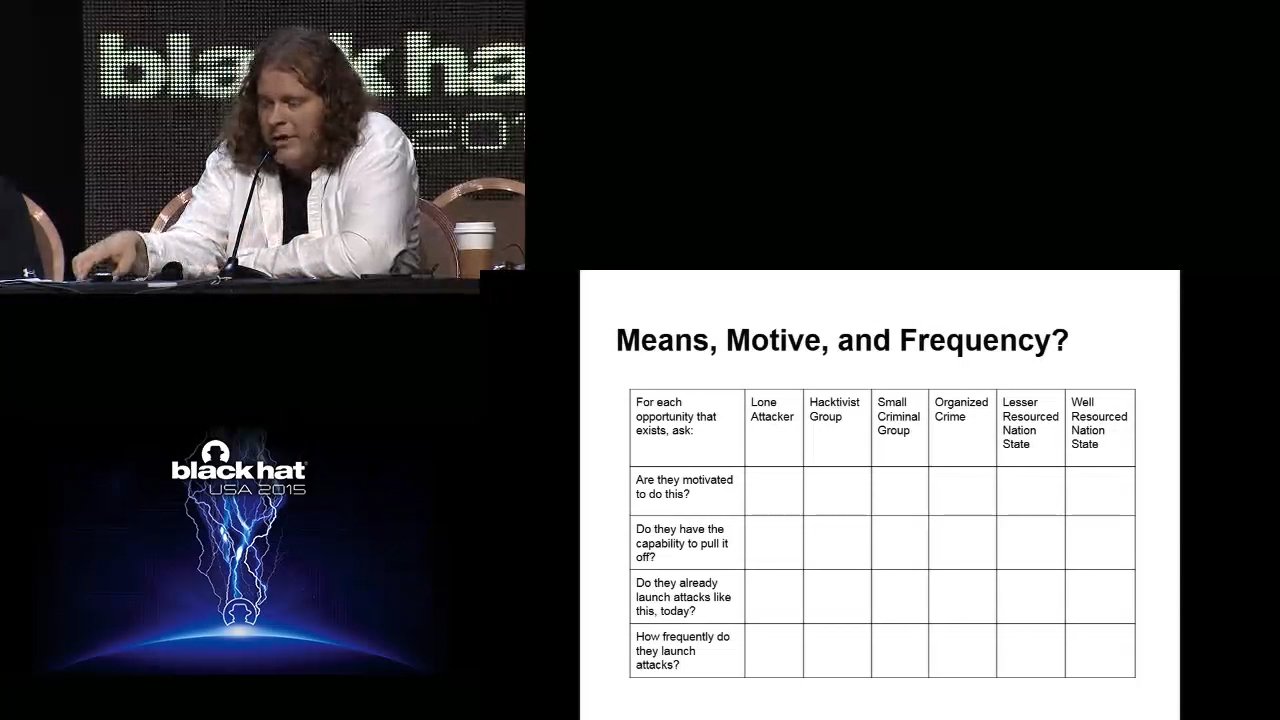 black ha
201
Means, Motive, and Frequency?
For each
opportunity that
exists, ask:
Lone
Attacker
Hacktivist
Group
Small
Criminal
Group
Organized
Crime
Lesser
Resourced
Nation
State
Well
Resourced
Nation
State
Are they motivated
to do this?
Do they have the
capability to pull it
off?
Do they already
launch attacks like
this, today?
How frequently do
they launch
attacks?
black hat
USA 2015